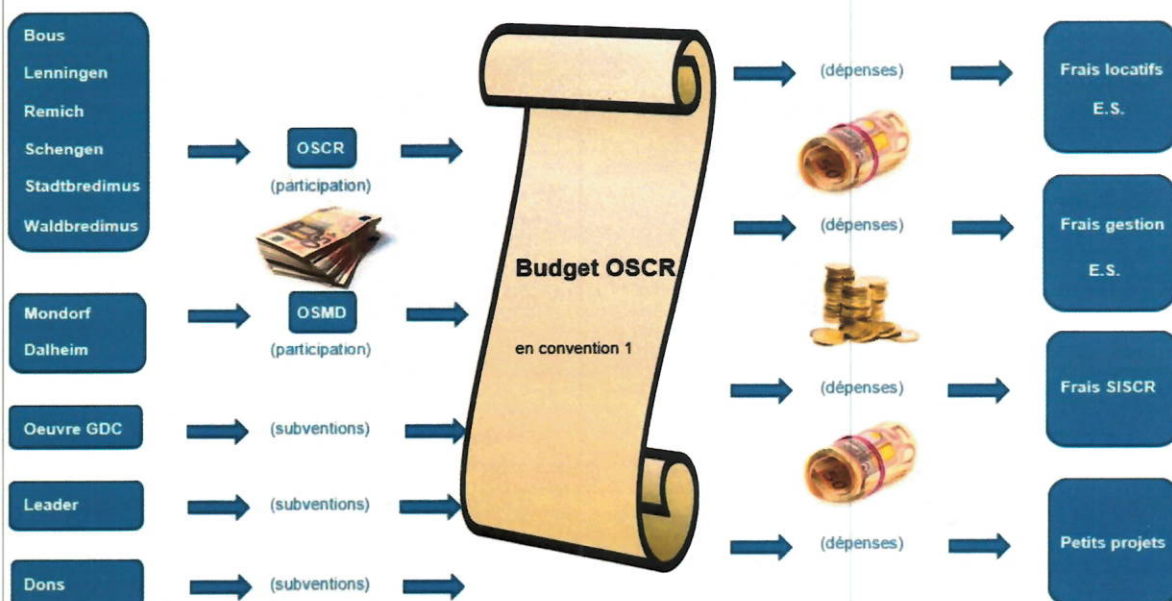 Bous
Lenningen
Remich
Schengen
Stadtbredimus
Waldbredimus
OSCR
(participation)
Mondorf
Dalheim
OSMD
(participation)
Oeuvre GDC
(subventions)
Leader
(subventions)
Dons
(subventions)
Budget OSCR
en convention 1
(dépenses)
Frais locatifs
E.S.
(dépenses)
Frais gestion
E.S.
(dépenses)
Frais SISCR
(dépenses)
Petits projets